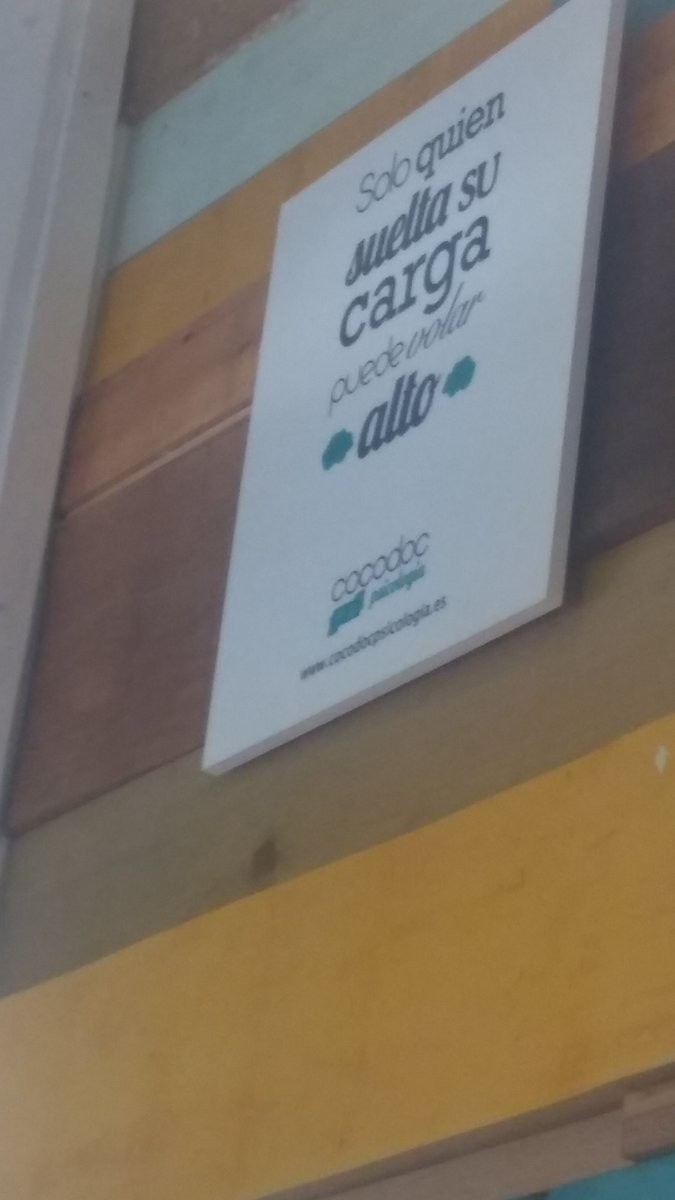 Solo quien
suelta su
carga
puede volar
alto
cocodoc
psicología
www.cocodocpsicologia.es